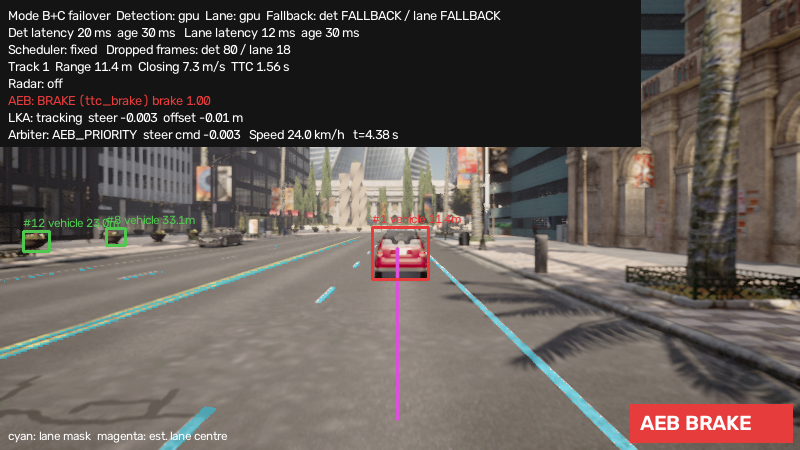 Mode B+C failover  Detection: gpu  Lane: gpu  Fallback: det FALLBACK / lane FALLBACK
Det latency 20 ms  age 30 ms   Lane latency 12 ms  age 30 ms
Scheduler: fixed   Dropped frames: det 80 / lane 18
Track 1  Range 11.4 m  Closing 7.3 m/s  TTC 1.56 s
Radar: off
AEB: BRAKE (ttc_brake) brake 1.00
LKA: tracking  steer -0.003  offset -0.01 m
Arbiter: AEB_PRIORITY  steer cmd -0.003   Speed 24.0 km/h   t=4.38 s
#12 vehicle
vehicle 33.1m
#1 vehicle 11.4m
AEB BRAKE
cyan: lane mask  magenta: est. lane centre